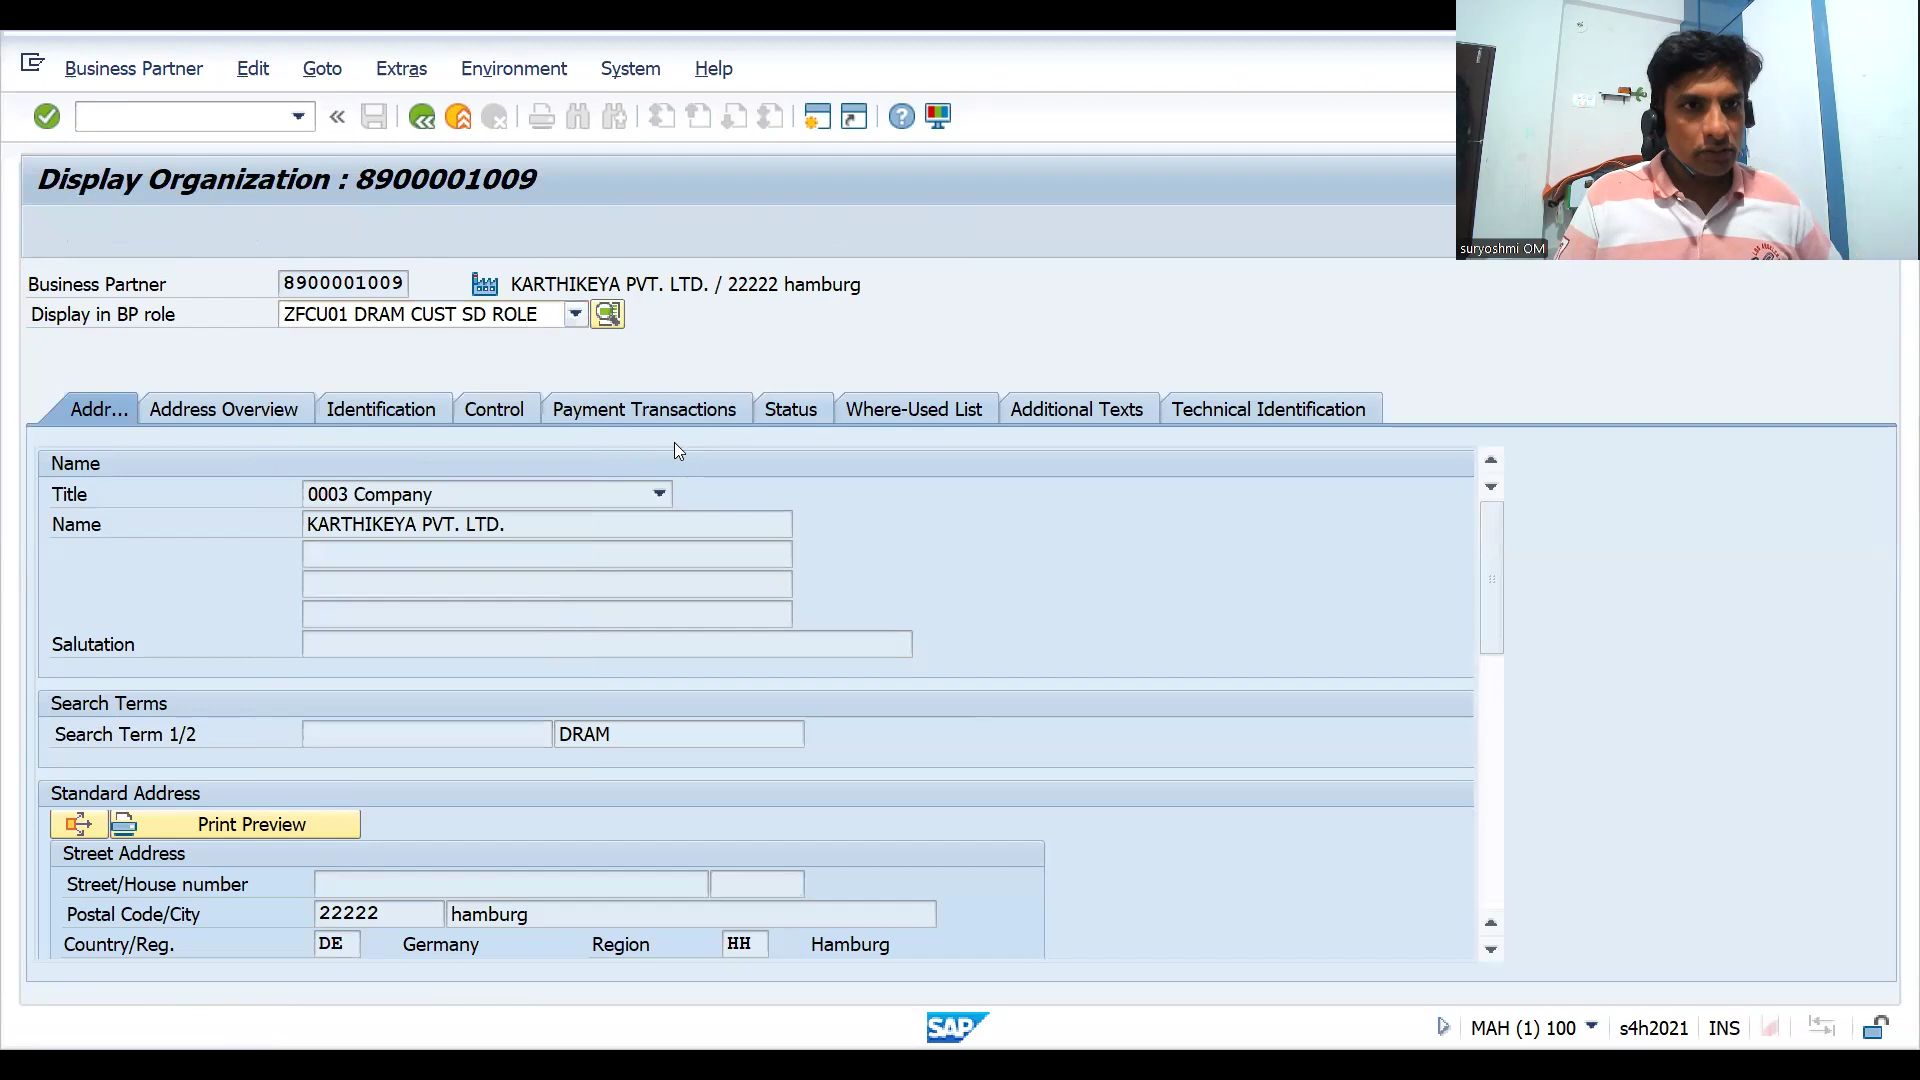 Business Partner Edit Goto Extras Environment System Help
Display Organization : 8900001009
Business Partner 8900001009 KARTHIKEYA PVT. LTD. / 22222 hamburg
Display in BP role ZFCU01 DRAM CUST SD ROLE
Addr... Address Overview Identification Control Payment Transactions Status Where-Used List Additional Texts Technical Identification
Name
Title 0003 Company
Name KARTHIKEYA PVT. LTD.
Salutation
Search Terms
Search Term 1/2 DRAM
Standard Address
Print Preview
Street Address
Street/House number
Postal Code/City 22222 hamburg
Country/Reg. DE Germany Region HH Hamburg
SAP MAH (1) 100 s4h2021 INS
suryoshmi OM